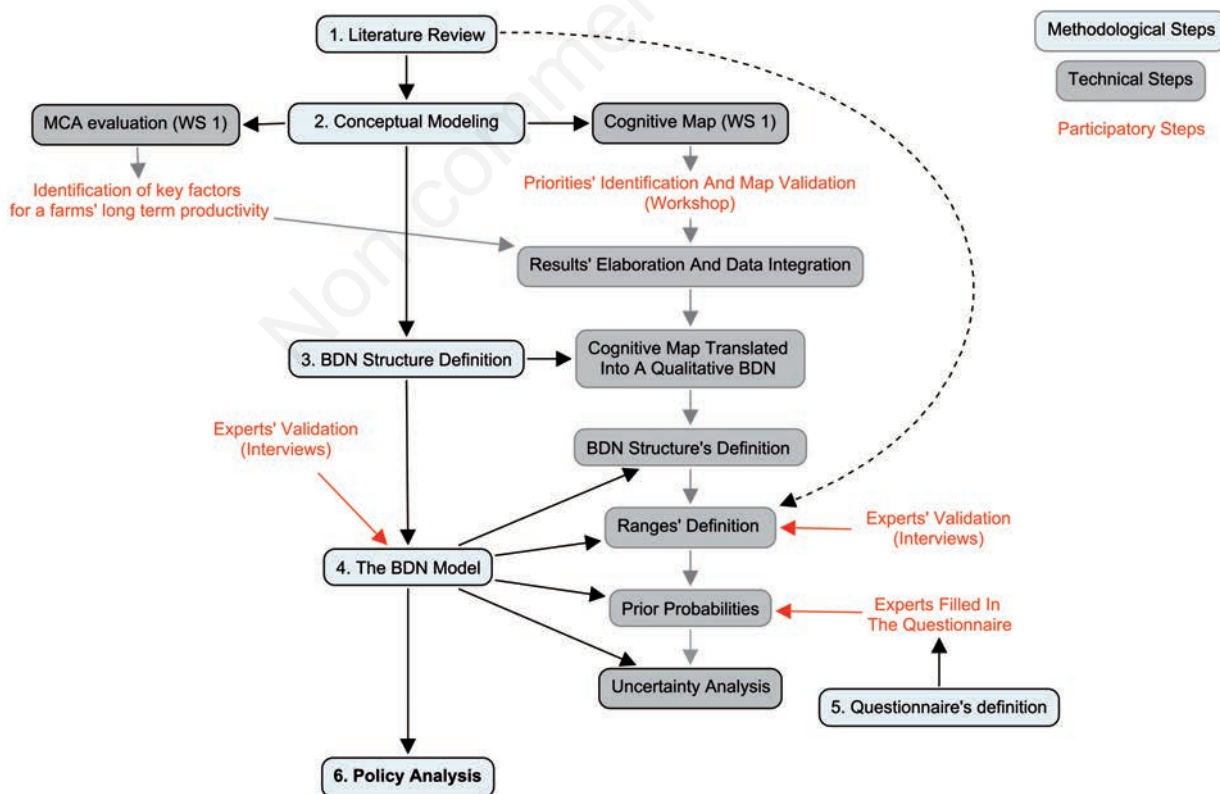 1. Literature Review
Methodological Steps
Technical Steps
Participatory Steps
MCA evaluation (WS 1)
2. Conceptual Modeling
Cognitive Map (WS 1)
Identification of key factors
for a farms' long term productivity
Priorities' Identification And Map Validation
(Workshop)
Results' Elaboration And Data Integration
3. BDN Structure Definition
Cognitive Map Translated
Into A Qualitative BDN
Experts' Validation
(Interviews)
BDN Structure's Definition
Ranges' Definition
Experts' Validation
(Interviews)
4. The BDN Model
Prior Probabilities
Experts Filled In
The Questionnaire
Uncertainty Analysis
5. Questionnaire's definition
6. Policy Analysis